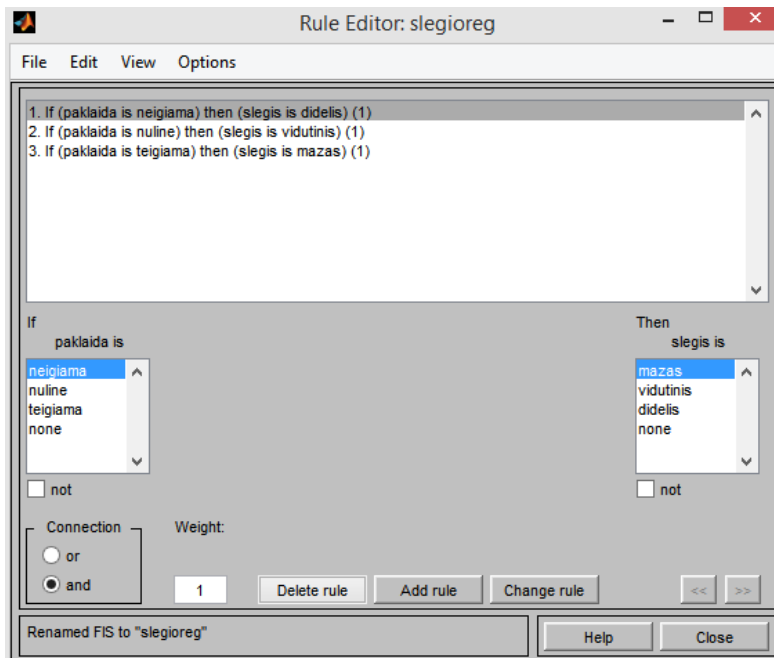 Rule Editor: slegioreg
File Edit View Options
1. If (paklaida is neigiama) then (slegis is didelis) (1)
2. If (paklaida is nuline) then (slegis is vidutinis) (1)
3. If (paklaida is teigiama) then (slegis is mazas) (1)
If
paklaida is
neigiama
nuline
teigiama
none
not
Then
slegis is
mazas
vidutinis
didelis
none
not
Connection
or
and
Weight:
1
Delete rule
Add rule
Change rule
<<
>>
Renamed FIS to "slegioreg"
Help
Close